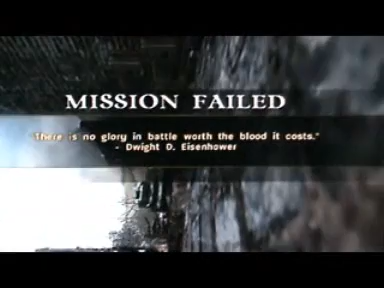 MISSION FAILED
"There is no glory in battle worth the blood it costs."
- Dwight D. Eisenhower